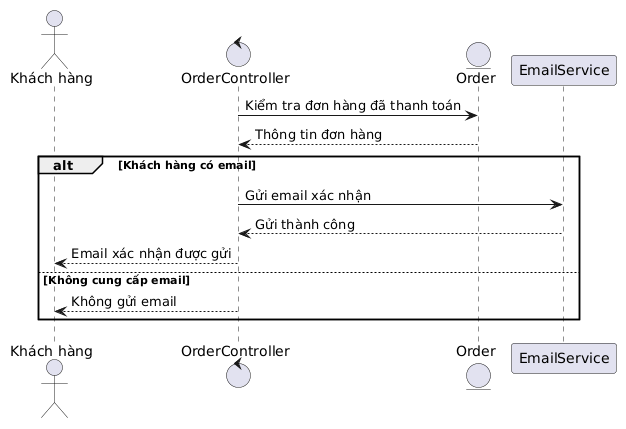 Khách hàng
OrderController
Order
EmailService
Kiểm tra đơn hàng đã thanh toán
Thông tin đơn hàng
alt
[Khách hàng có email]
Gửi email xác nhận
Gửi thành công
Email xác nhận được gửi
[Không cung cấp email]
Không gửi email
Khách hàng
OrderController
Order
EmailService